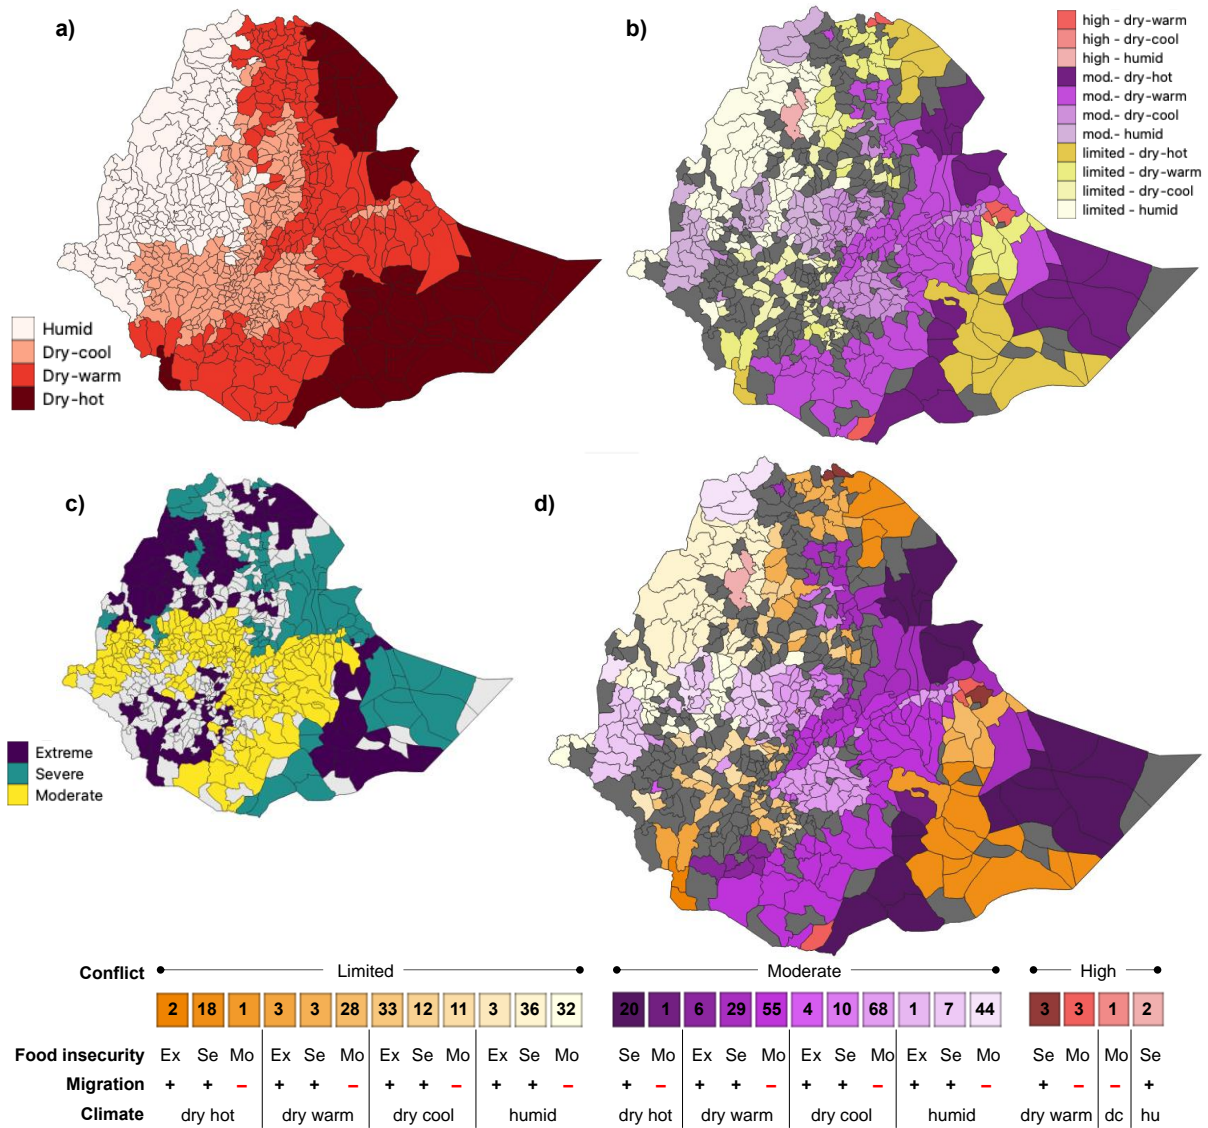 a)
Humid
Dry-cool
Dry-warm
Dry-hot
b)
high - dry-warm
high - dry-cool
high - humid
mod.- dry-hot
mod.- dry-warm
mod.- dry-cool
mod.- humid
limited - dry-hot
limited - dry-warm
limited - dry-cool
limited - humid
c)
Extreme
Severe
Moderate
d)
Conflict Limited Moderate High
2 18 1 3 3 28 33 12 11 3 36 32 20 1 6 29 55 4 10 68 1 7 44 3 3 1 2
Food insecurity Ex Se Mo Ex Se Mo Ex Se Mo Ex Se Mo Se Mo Ex Se Mo Ex Se Mo Ex Se Mo Se Mo Mo Se
Migration + + − + + − + + − + + − + − + + − + + − + + − + − − +
Climate dry hot dry warm dry cool humid dry hot dry warm dry cool humid dry warm dc hu